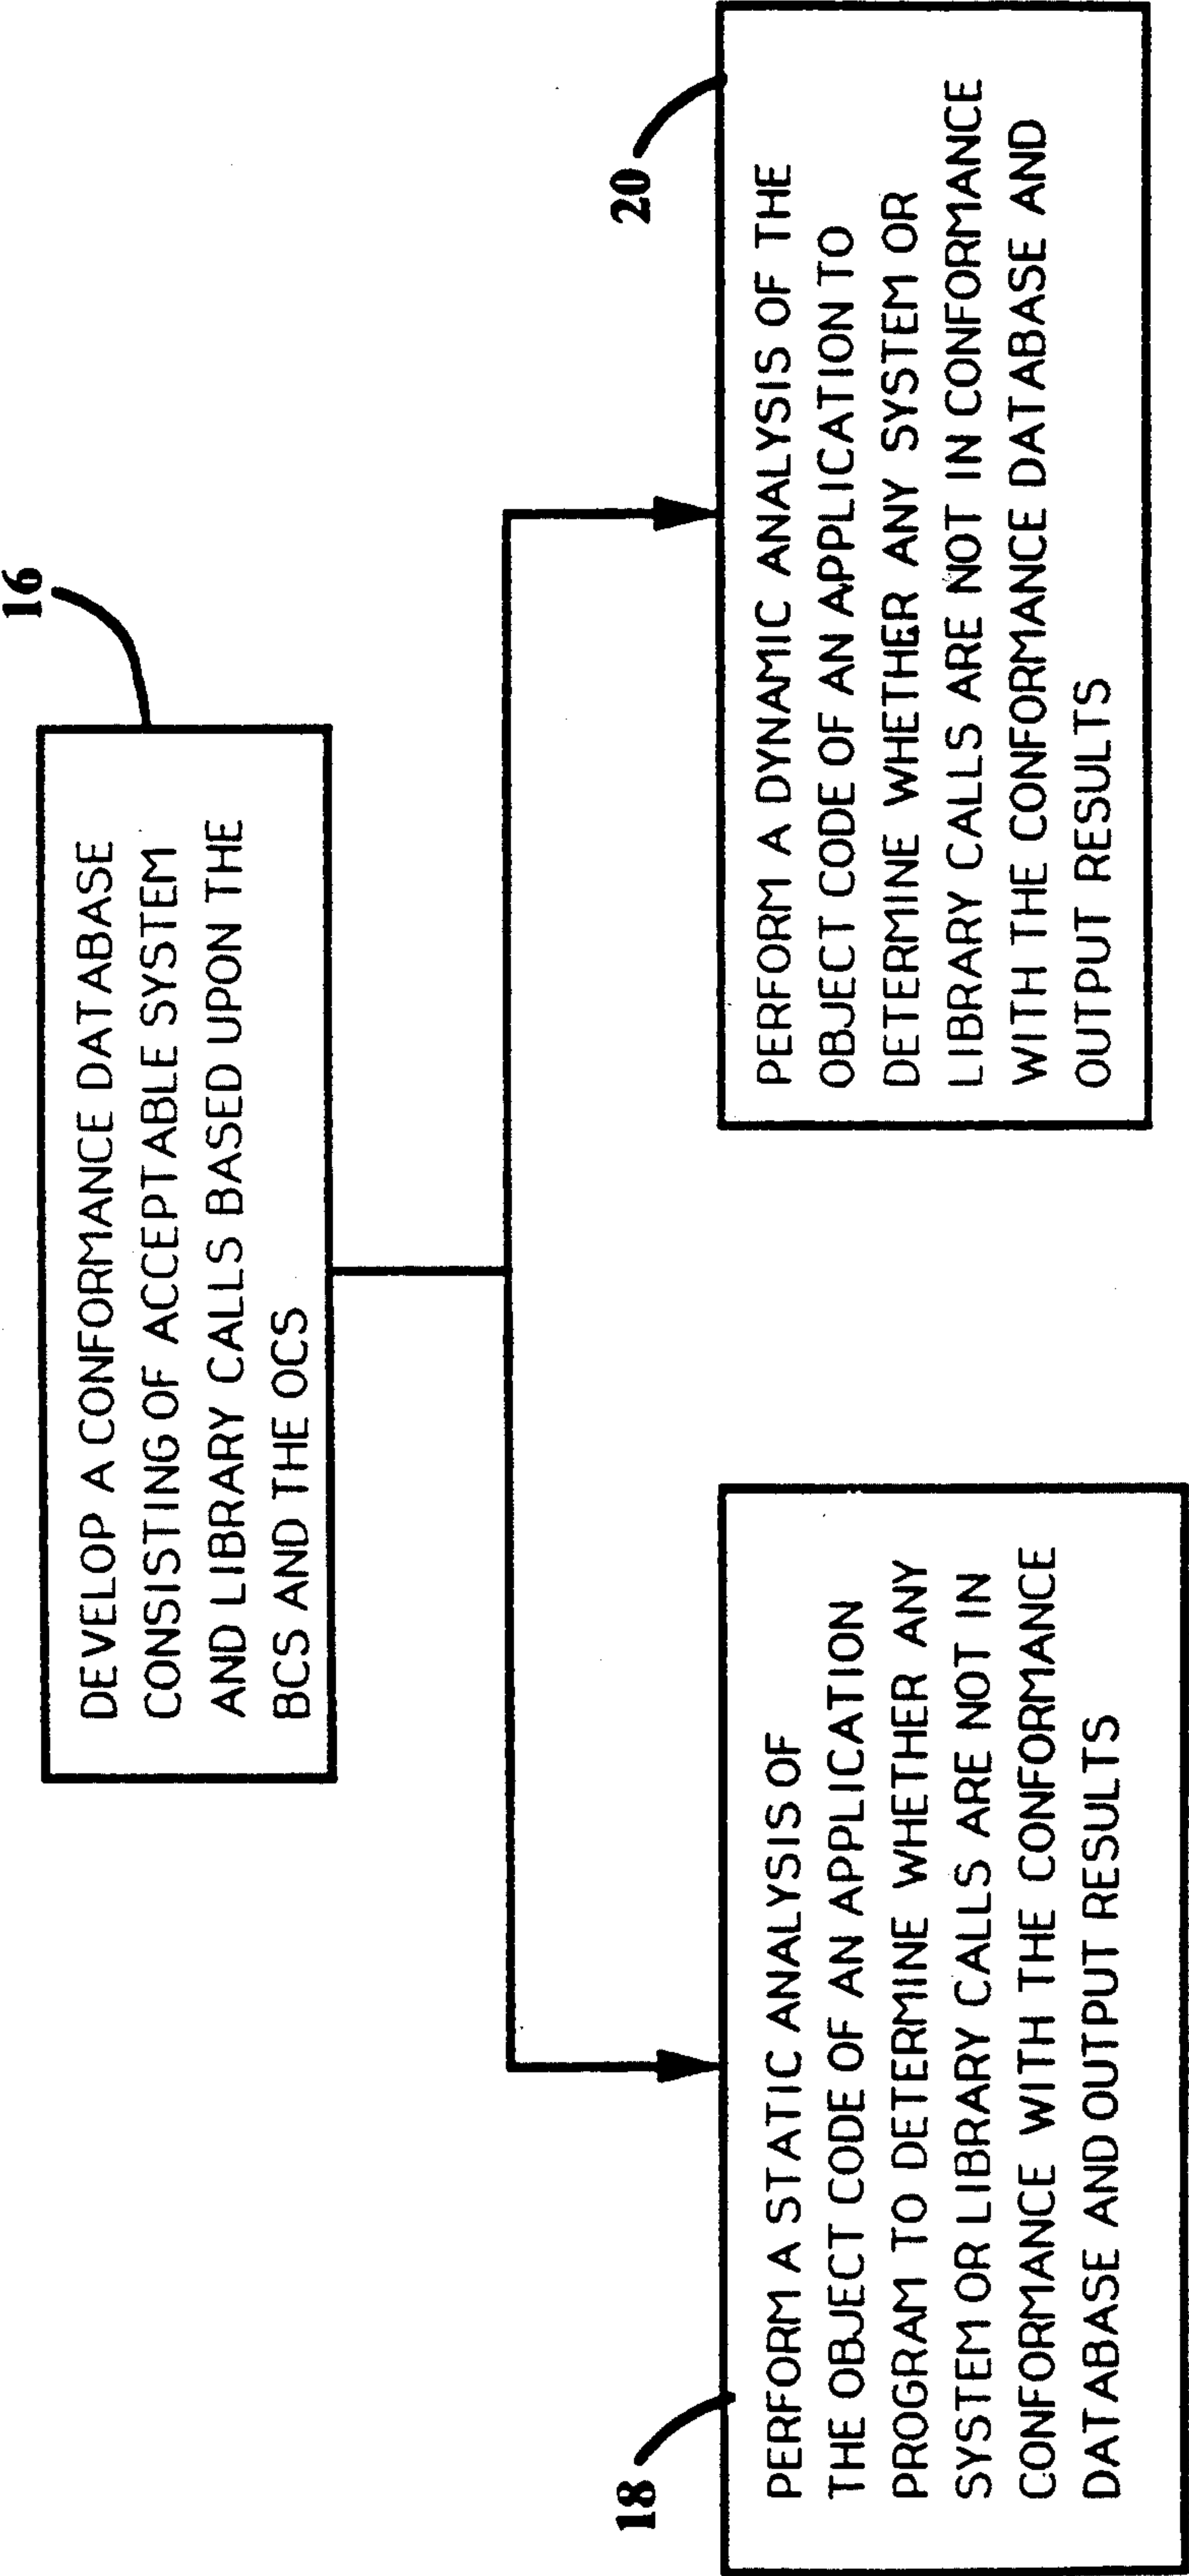 16
DEVELOP A CONFORMANCE DATABASE
CONSISTING OF ACCEPTABLE SYSTEM
AND LIBRARY CALLS BASED UPON THE
BCS AND THE OCS
18
PERFORM A STATIC ANALYSIS OF
THE OBJECT CODE OF AN APPLICATION
PROGRAM TO DETERMINE WHETHER ANY
SYSTEM OR LIBRARY CALLS ARE NOT IN
CONFORMANCE WITH THE CONFORMANCE
DATABASE AND OUTPUT RESULTS
20
PERFORM A DYNAMIC ANALYSIS OF THE
OBJECT CODE OF AN APPLICATION TO
DETERMINE WHETHER ANY SYSTEM OR
LIBRARY CALLS ARE NOT IN CONFORMANCE
WITH THE CONFORMANCE DATABASE AND
OUTPUT RESULTS